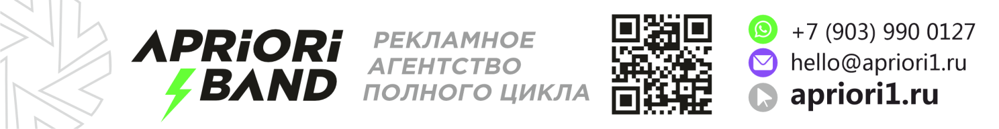 APRiORi
BAND
РЕКЛАМНОЕ
АГЕНТСТВО
ПОЛНОГО ЦИКЛА
+7 (903) 990 0127
hello@apriori1.ru
apriori1.ru